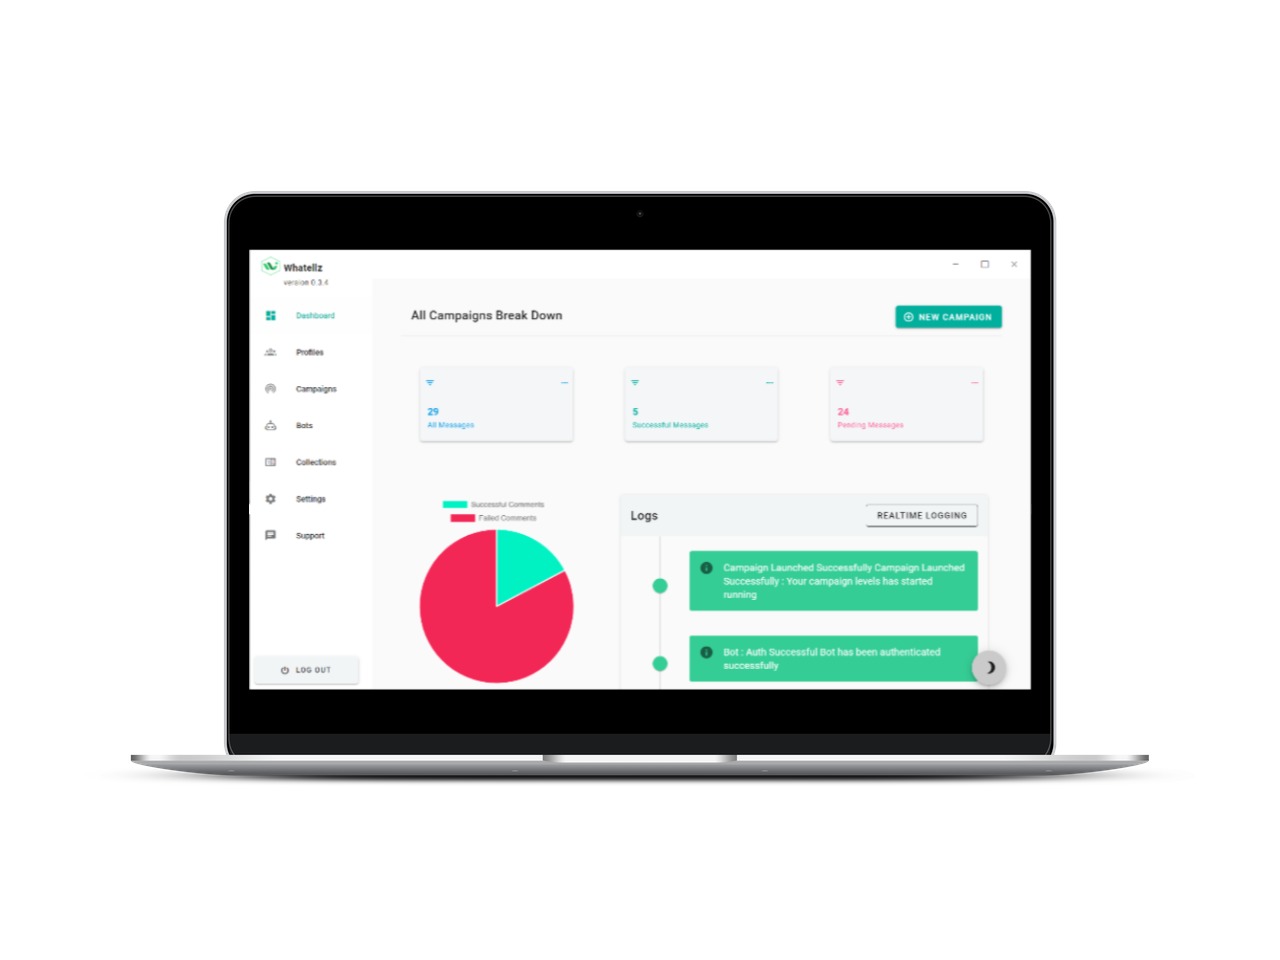 Whatellz
version 0.3.4
Dashboard
Profiles
Campaigns
Bots
Collections
Settings
Support
LOG OUT
All Campaigns Break Down
NEW CAMPAIGN
29
All Messages
5
Successful Messages
24
Pending Messages
Successful Comments
Failed Comments
Logs
REALTIME LOGGING
Campaign Launched Successfully Campaign Launched
Successfully : Your campaign levels has started
running
Bot : Auth Successful Bot has been authenticated
successfully